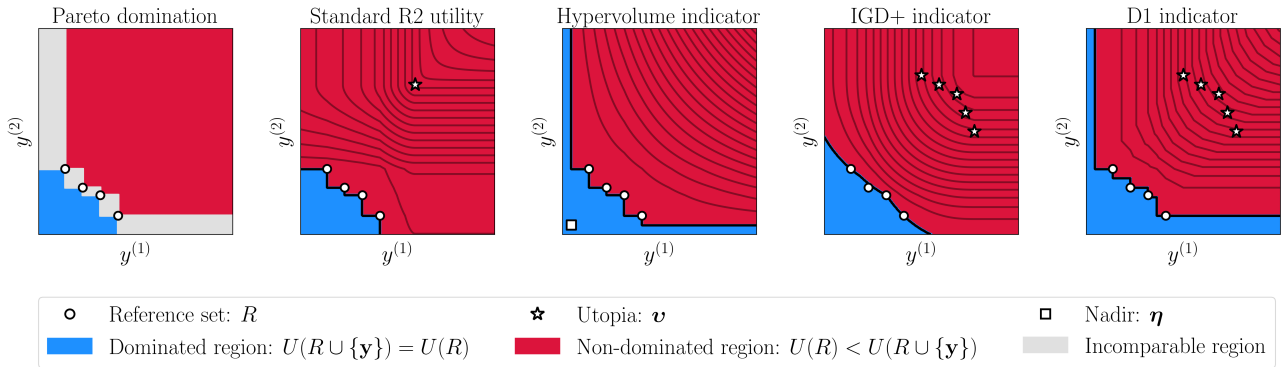 Pareto domination
Standard R2 utility
Hypervolume indicator
IGD+ indicator
D1 indicator
y⁽²⁾
y⁽²⁾
y⁽²⁾
y⁽²⁾
y⁽²⁾
y⁽¹⁾
y⁽¹⁾
y⁽¹⁾
y⁽¹⁾
y⁽¹⁾
Reference set: R
Utopia: υ
Nadir: η
Dominated region: U(R ∪ {y}) = U(R)
Non-dominated region: U(R) < U(R ∪ {y})
Incomparable region